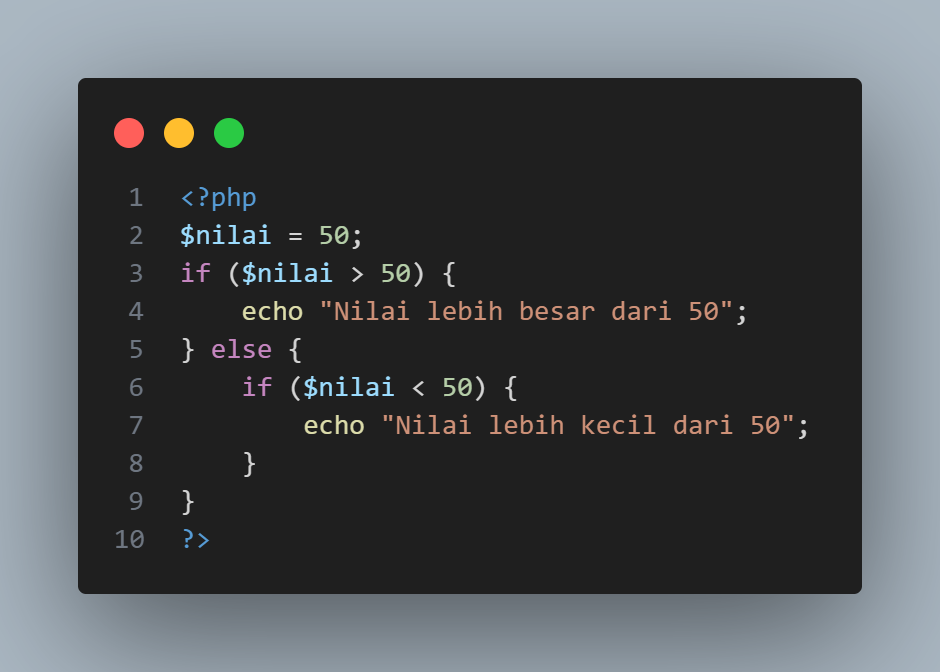 1 <?php
2 $nilai = 50;
3 if ($nilai > 50) {
4     echo "Nilai lebih besar dari 50";
5 } else {
6     if ($nilai < 50) {
7         echo "Nilai lebih kecil dari 50";
8     }
9 }
10 ?>